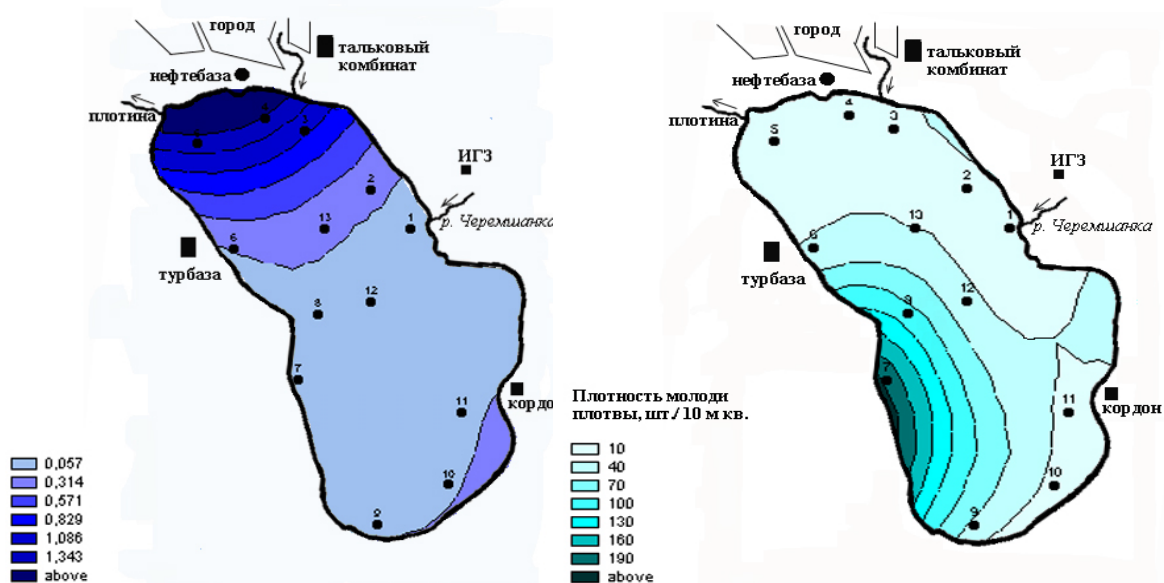 город
тальковый
комбинат
нефтебаза
плотина
ИГЗ
р. Черемшанка
турбаза
кордон
4
3
2
13
1
6
12
8
7
11
10
9
0,057
0,314
0,571
0,829
1,086
1,343
above
город
тальковый
комбинат
нефтебаза
плотина
ИГЗ
р. Черемшанка
турбаза
кордон
4
3
5
2
13
1
6
12
7
11
10
9
Плотность молоди
плотвы, шт./ 10 м кв.
10
40
70
100
130
160
190
above